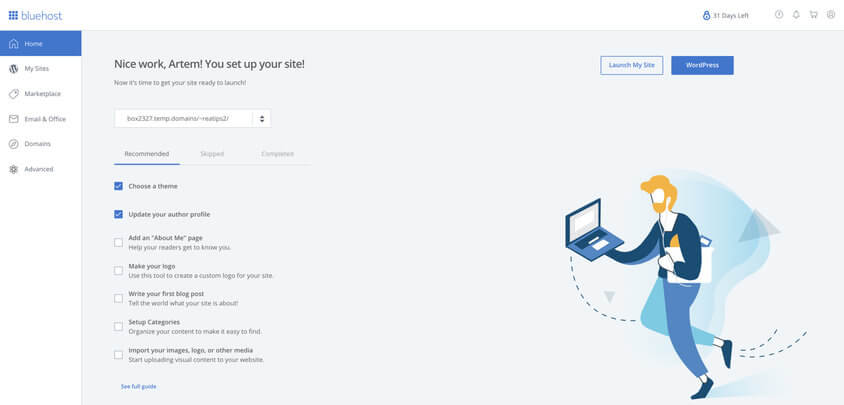 bluehost
31 Days Left
Home
My Sites
Marketplace
Email & Office
Domains
Advanced
Nice work, Artem! You set up your site!
Now it's time to get your site ready to launch!
Launch My Site
WordPress
box2327.temp.domains/~reatips2/
Recommended
Skipped
Completed
Choose a theme
Update your author profile
Add an "About Me" page
Help your readers get to know you.
Make your logo
Use this tool to create a custom logo for your site.
Write your first blog post
Tell the world what your site is about!
Setup Categories
Organize your content to make it easy to find.
Import your images, logo, or other media
Start uploading visual content to your website.
See full guide